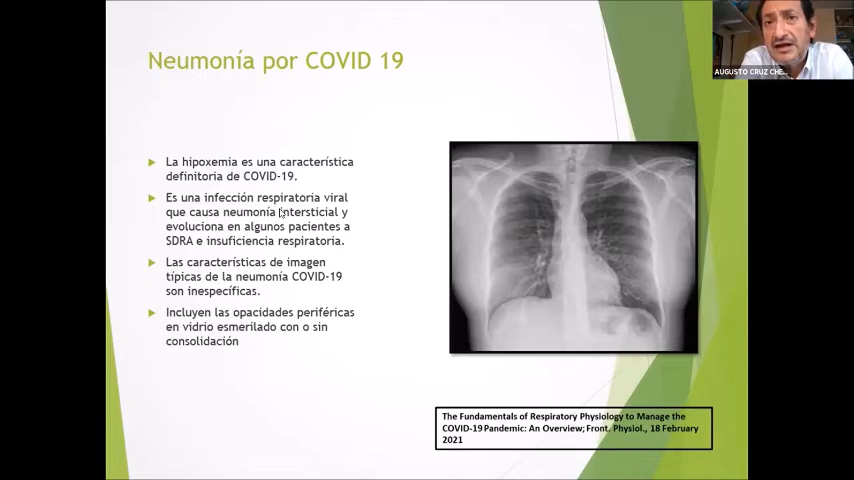 Neumonía por COVID 19
AUGUSTO CRUZ CHE...
La hipoxemia es una característica
definitoria de COVID-19.
Es una infección respiratoria viral
que causa neumonía intersticial y
evoluciona en algunos pacientes a
SDRA e insuficiencia respiratoria.
Las características de imagen
típicas de la neumonía COVID-19
son inespecíficas.
Incluyen las opacidades periféricas
en vidrio esmerilado con o sin
consolidación
The Fundamentals of Respiratory Physiology to Manage the
COVID-19 Pandemic: An Overview; Front. Physiol., 18 February
2021